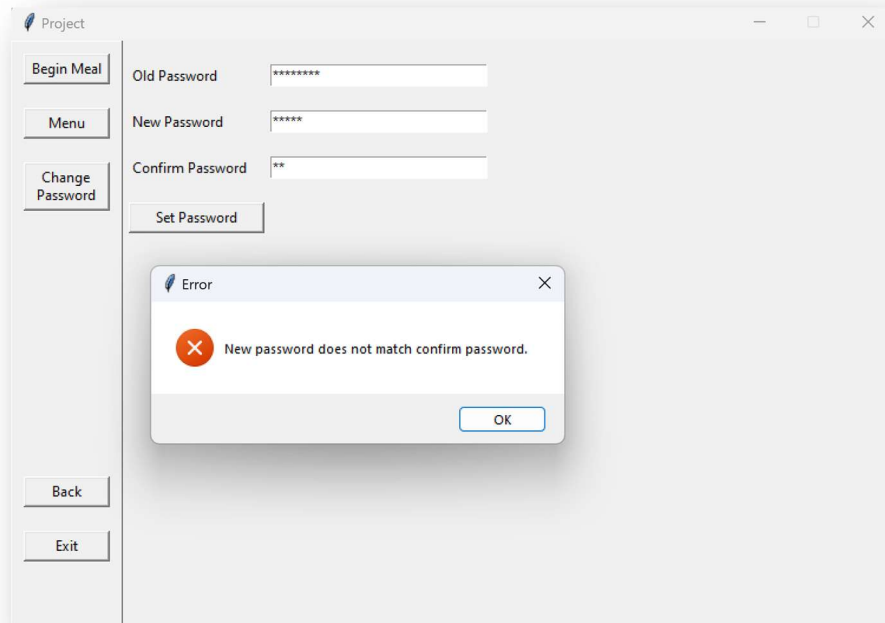 Project
Begin Meal
Menu
Change
Password
Back
Exit
Old Password
********
New Password
*****
Confirm Password
**
Set Password
Error
New password does not match confirm password.
OK